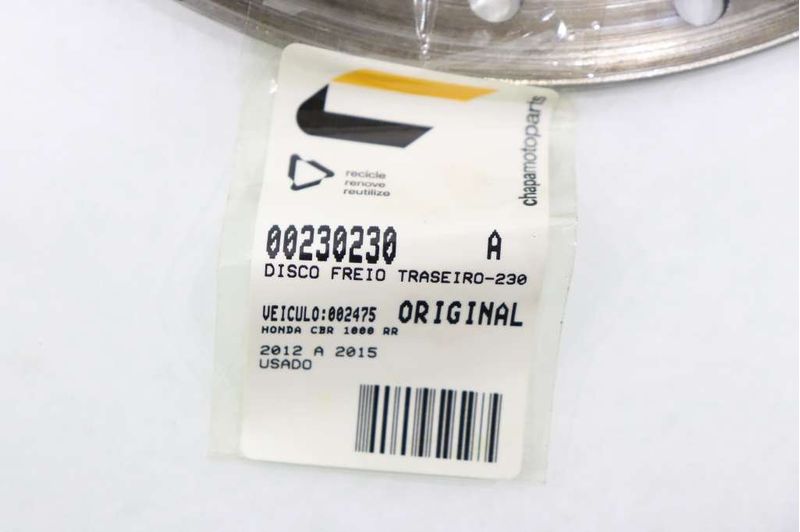 chapamotoparts
recicle
renove
reutilize
00230230 A
DISCO FREIO TRASEIRO-230
VEICULO:002475 ORIGINAL
HONDA CBR 1000 RR
2012 A 2015
USADO